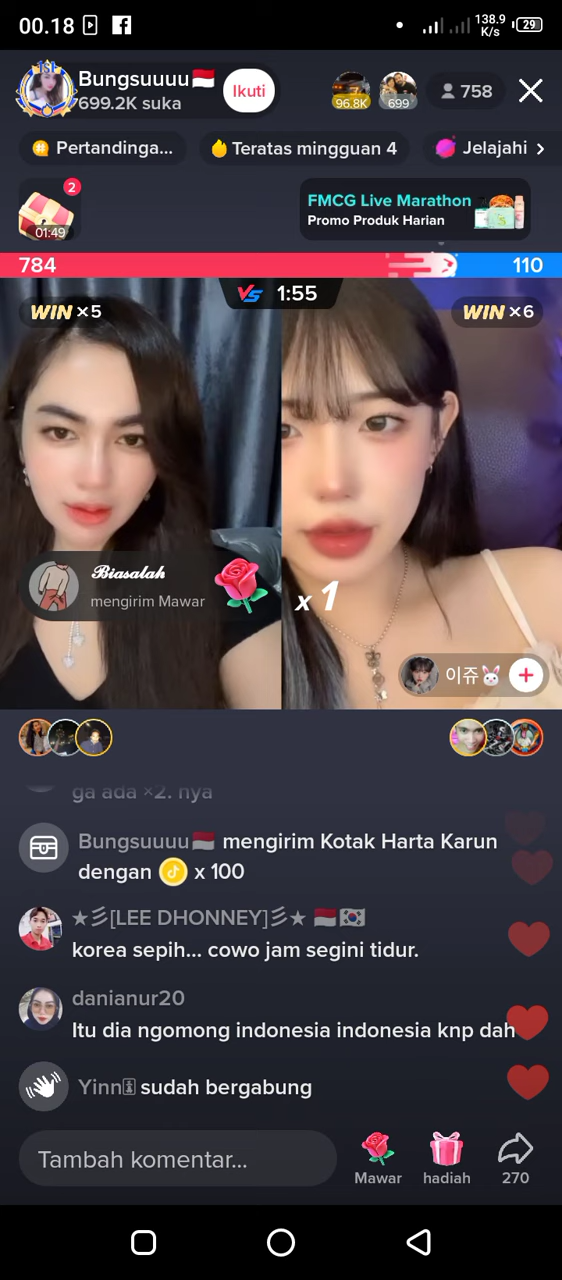 00.18
138.9
K/s
29
Bungsuuuu🇮🇩
699.2K suka
Ikuti
96.8K
699
758
Pertandinga...
Teratas mingguan 4
Jelajahi
2
01:49
FMCG Live Marathon
Promo Produk Harian
784
VS 1:55
110
WIN ×5
WIN ×6
Biasalah
mengirim Mawar
x 1
이쥬🐰
ga ada ×2. nya
Bungsuuuu🇮🇩 mengirim Kotak Harta Karun
dengan x 100
★彡[LEE DHONNEY]彡★ 🇮🇩🇰🇷
korea sepih... cowo jam segini tidur.
danianur20
Itu dia ngomong indonesia indonesia knp dah
Yinn sudah bergabung
Tambah komentar...
Mawar
hadiah
270